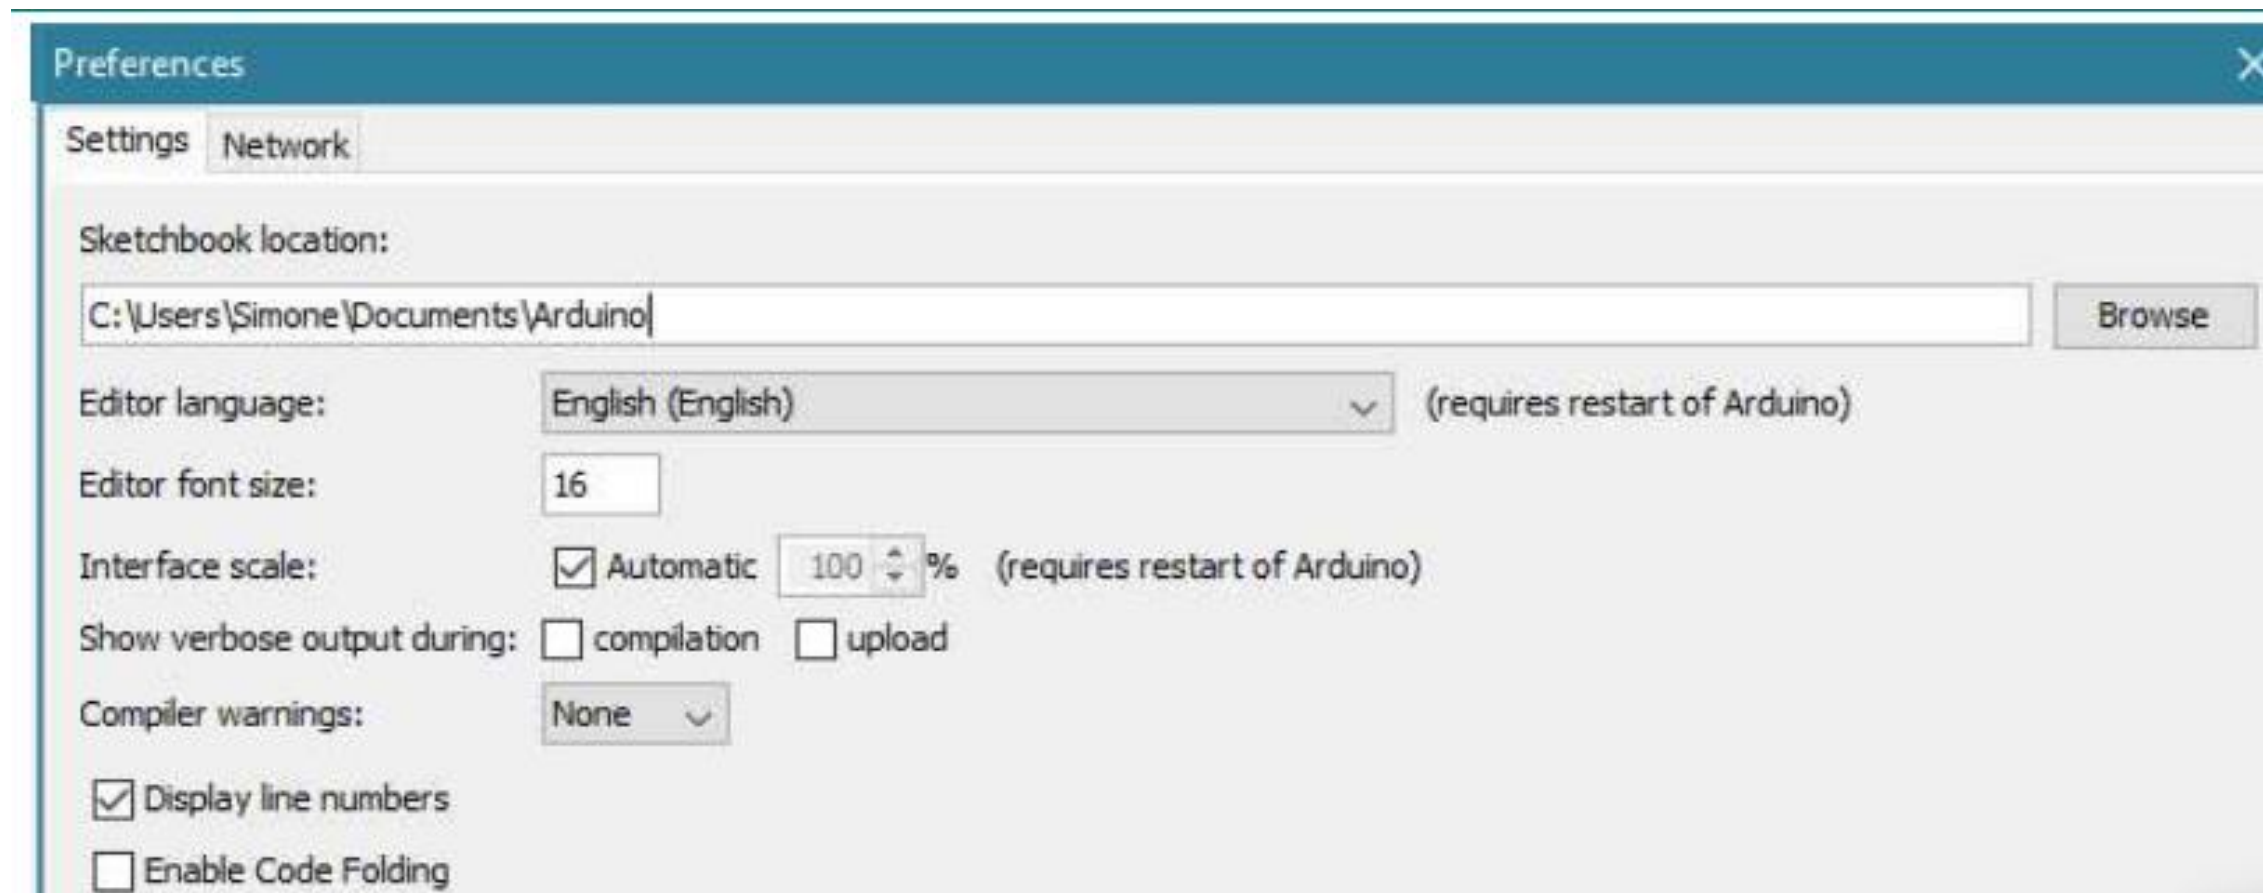 Preferences
Settings Network
Sketchbook location:
C:\Users\Simone\Documents\Arduino Browse
Editor language: English (English) (requires restart of Arduino)
Editor font size: 16
Interface scale: Automatic 100 % (requires restart of Arduino)
Show verbose output during: compilation upload
Compiler warnings: None
Display line numbers
Enable Code Folding